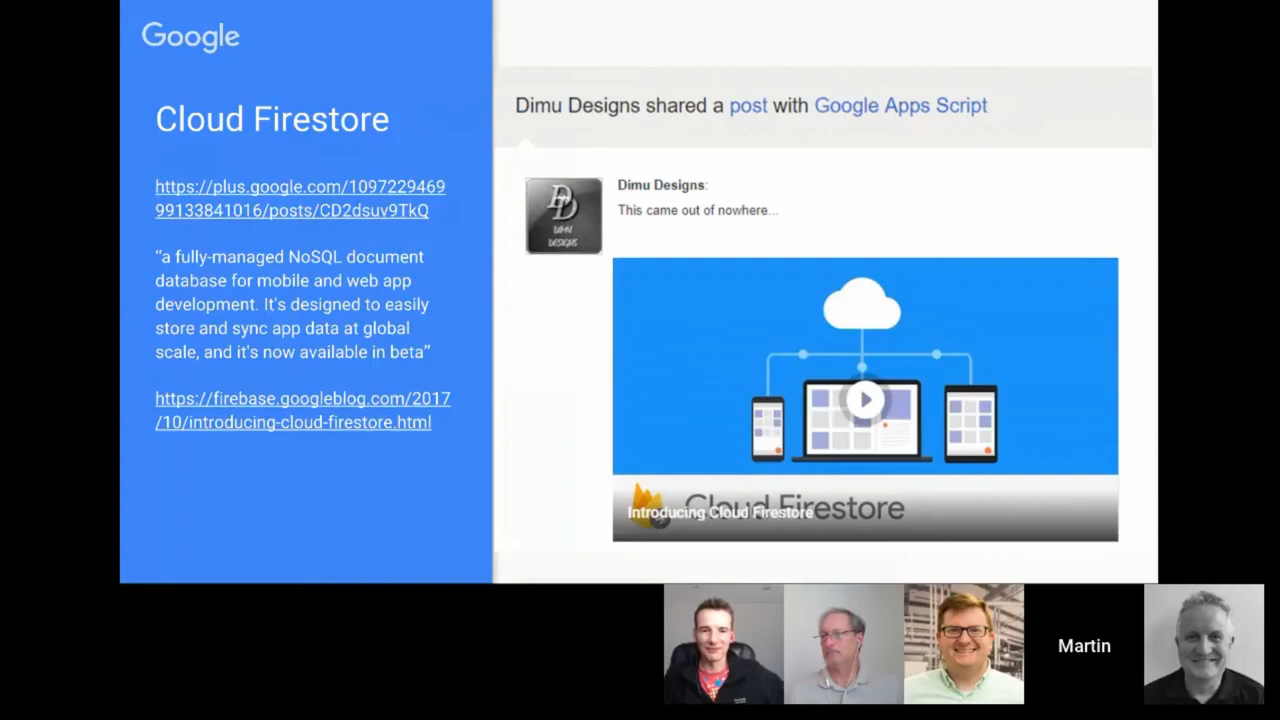 Google
Cloud Firestore
https://plus.google.com/1097229469
99133841016/posts/CD2dsuv9TkQ
“a fully-managed NoSQL document
database for mobile and web app
development. It's designed to easily
store and sync app data at global
scale, and it's now available in beta”
https://firebase.googleblog.com/2017
/10/introducing-cloud-firestore.html
Dimu Designs shared a post with Google Apps Script
DD
DIMU
DESIGNS
Dimu Designs:
This came out of nowhere...
Cloud Firestore
Introducing Cloud Firestore
Martin